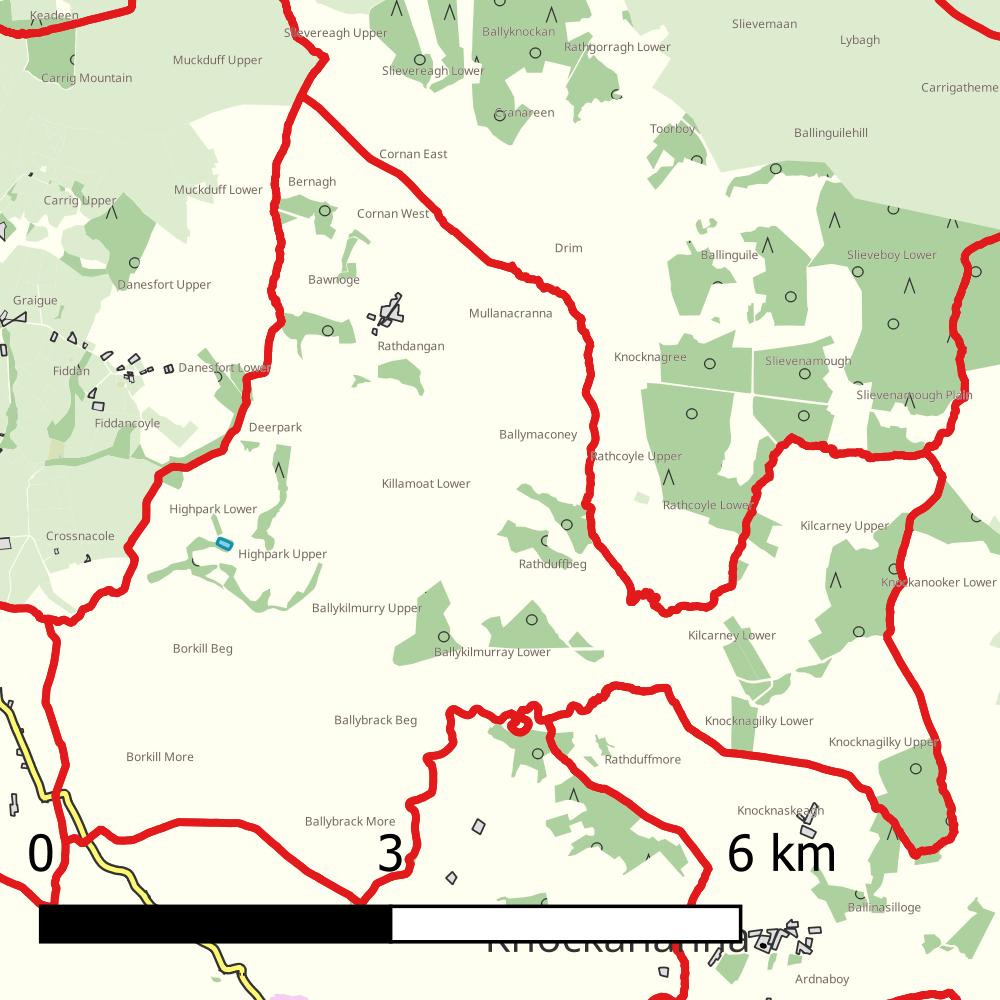 Keadeen
Slievereagh Upper
Ballyknockan
Slievemaan
Lybagh
Rathgorragh Lower
Muckduff Upper
Slievereagh Lower
Carrig Mountain
Carrigatheme
Cranareen
Toorboy
Ballinguilehill
Cornan East
Bernagh
Muckduff Lower
Carrig Upper
Cornan West
Drim
Ballinguile
Slieveboy Lower
Bawnoge
Danesfort Upper
Graigue
Mullanacranna
Rathdangan
Knocknagree
Slievenamough
Fiddan
Danesfort Lower
Slievenamough Plain
Fiddancoyle
Deerpark
Ballymaconey
Rathcoyle Upper
Killamoat Lower
Highpark Lower
Rathcoyle Lower
Kilcarney Upper
Crossnacole
Highpark Upper
Rathduffbeg
Knockanooker Lower
Ballykilmurry Upper
Kilcarney Lower
Borkill Beg
Ballykilmurray Lower
Ballybrack Beg
Knocknagilky Lower
Knocknagilky Upper
Borkill More
Rathduffmore
Knocknaskeagh
Ballybrack More
0 3 6 km
Ballinasilloge
Knockananna
Ardnaboy